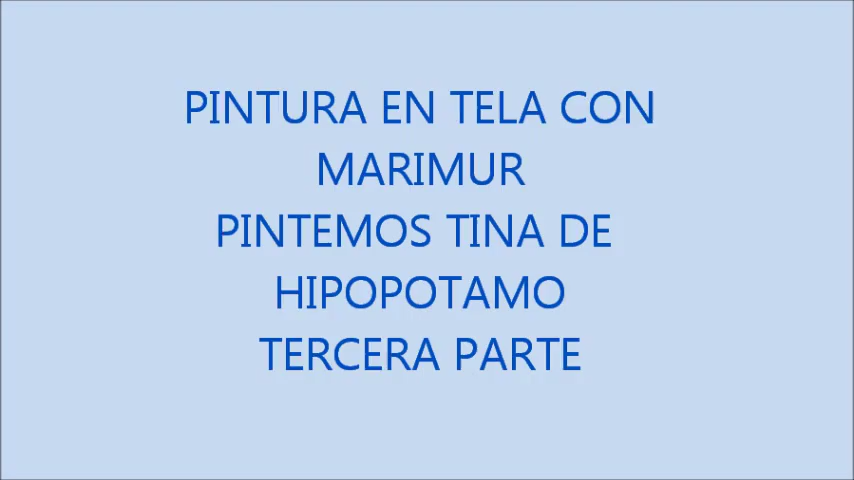 PINTURA EN TELA CON
MARIMUR
PINTEMOS TINA DE
HIPOPOTAMO
TERCERA PARTE